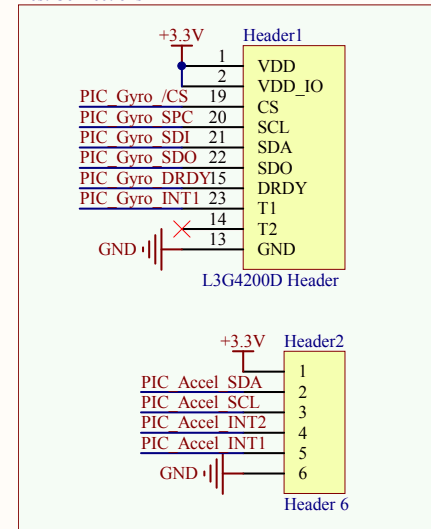 +3.3V Header1
1 VDD
2 VDD_IO
PIC_Gyro_/CS 19 CS
PIC_Gyro_SPC 20 SCL
PIC_Gyro_SDI 21 SDA
PIC_Gyro_SDO 22 SDO
PIC_Gyro_DRDY 15 DRDY
PIC_Gyro_INT1 23 T1
14 T2
GND 13 GND
L3G4200D Header
+3.3V Header2
1
PIC_Accel_SDA 2
PIC_Accel_SCL 3
PIC_Accel_INT2 4
PIC_Accel_INT1 5
GND 6
Header 6